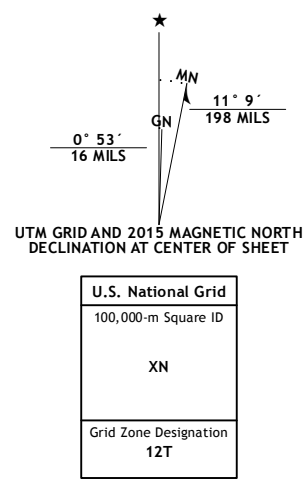 ★
MN
11° 9´
198 MILS
GN
0° 53´
16 MILS
UTM GRID AND 2015 MAGNETIC NORTH
DECLINATION AT CENTER OF SHEET
U.S. National Grid
100,000-m Square ID
XN
Grid Zone Designation
12T